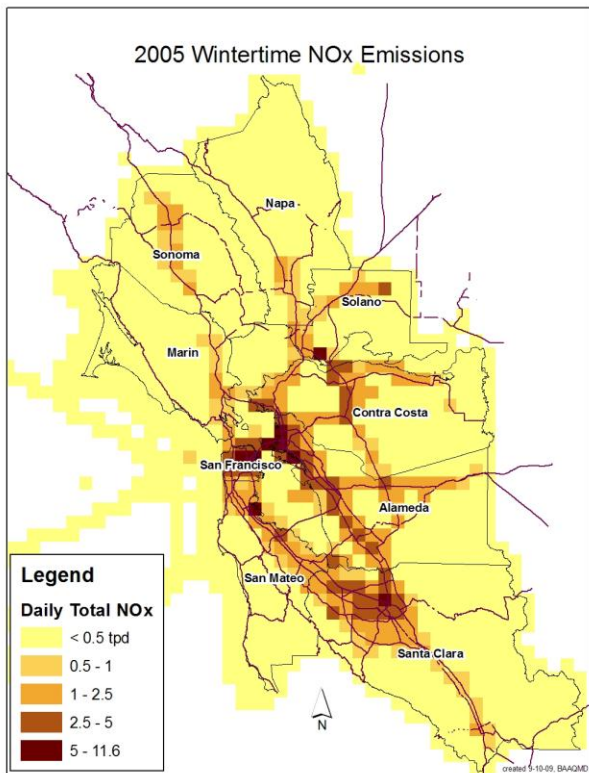 2005 Wintertime NOx Emissions
Napa
Sonoma
Solano
Marin
Contra Costa
San Francisco
Alameda
San Mateo
Santa Clara
Legend
Daily Total NOx
< 0.5 tpd
0.5 - 1
1 - 2.5
2.5 - 5
5 - 11.6
N
created 9-10-09, BAAQMD